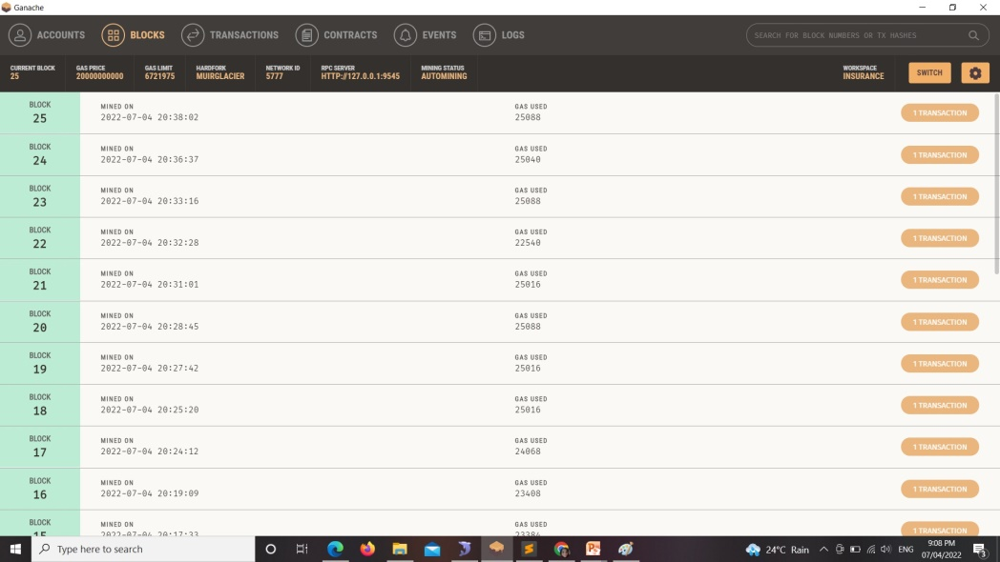 Ganache
ACCOUNTS BLOCKS TRANSACTIONS CONTRACTS EVENTS LOGS SEARCH FOR BLOCK NUMBERS OR TX HASHES
CURRENT BLOCK GAS PRICE GAS LIMIT HARDFORK NETWORK ID RPC SERVER MINING STATUS WORKSPACE SWITCH
25 20000000000 6721975 MUIRGLACIER 5777 HTTP://127.0.0.1:9545 AUTOMINING INSURANCE
BLOCK MINED ON GAS USED
25 2022-07-04 20:38:02 25088 1 TRANSACTION
BLOCK MINED ON GAS USED
24 2022-07-04 20:36:37 25040 1 TRANSACTION
BLOCK MINED ON GAS USED
23 2022-07-04 20:33:16 25088 1 TRANSACTION
BLOCK MINED ON GAS USED
22 2022-07-04 20:32:28 22540 1 TRANSACTION
BLOCK MINED ON GAS USED
21 2022-07-04 20:31:01 25016 1 TRANSACTION
BLOCK MINED ON GAS USED
20 2022-07-04 20:28:45 25088 1 TRANSACTION
BLOCK MINED ON GAS USED
19 2022-07-04 20:27:42 25016 1 TRANSACTION
BLOCK MINED ON GAS USED
18 2022-07-04 20:25:20 25016 1 TRANSACTION
BLOCK MINED ON GAS USED
17 2022-07-04 20:24:12 24068 1 TRANSACTION
BLOCK MINED ON GAS USED
16 2022-07-04 20:19:09 23408 1 TRANSACTION
BLOCK MINED ON GAS USED
15 2022-07-04 20:17:33 23384 1 TRANSACTION
Type here to search 24°C Rain ENG 9:08 PM
07/04/2022 3